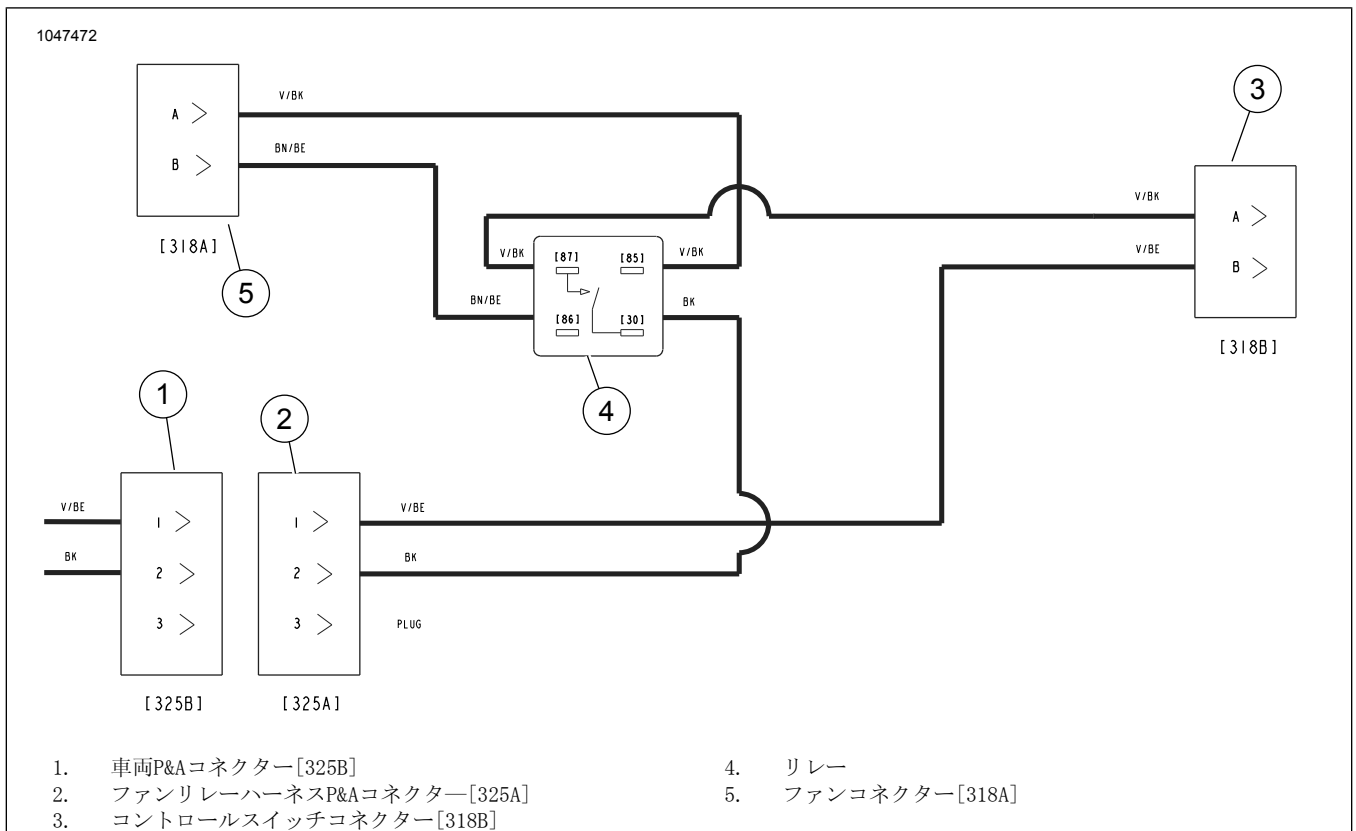 1047472
V/BK
A
BN/BE
B
[318A]
5
3
V/BK
A
V/BE
B
[318B]
V/BK
[87]
[85]
V/BK
BN/BE
[86]
[30]
BK
4
1
2
V/BE
1
BK
2
3
[325B]
1
V/BE
2
BK
3
PLUG
[325A]
1. 車両P&Aコネクター[325B]
2. ファンリレーハーネスP&Aコネクタ―[325A]
3. コントロールスイッチコネクター[318B]
4. リレー
5. ファンコネクター[318A]